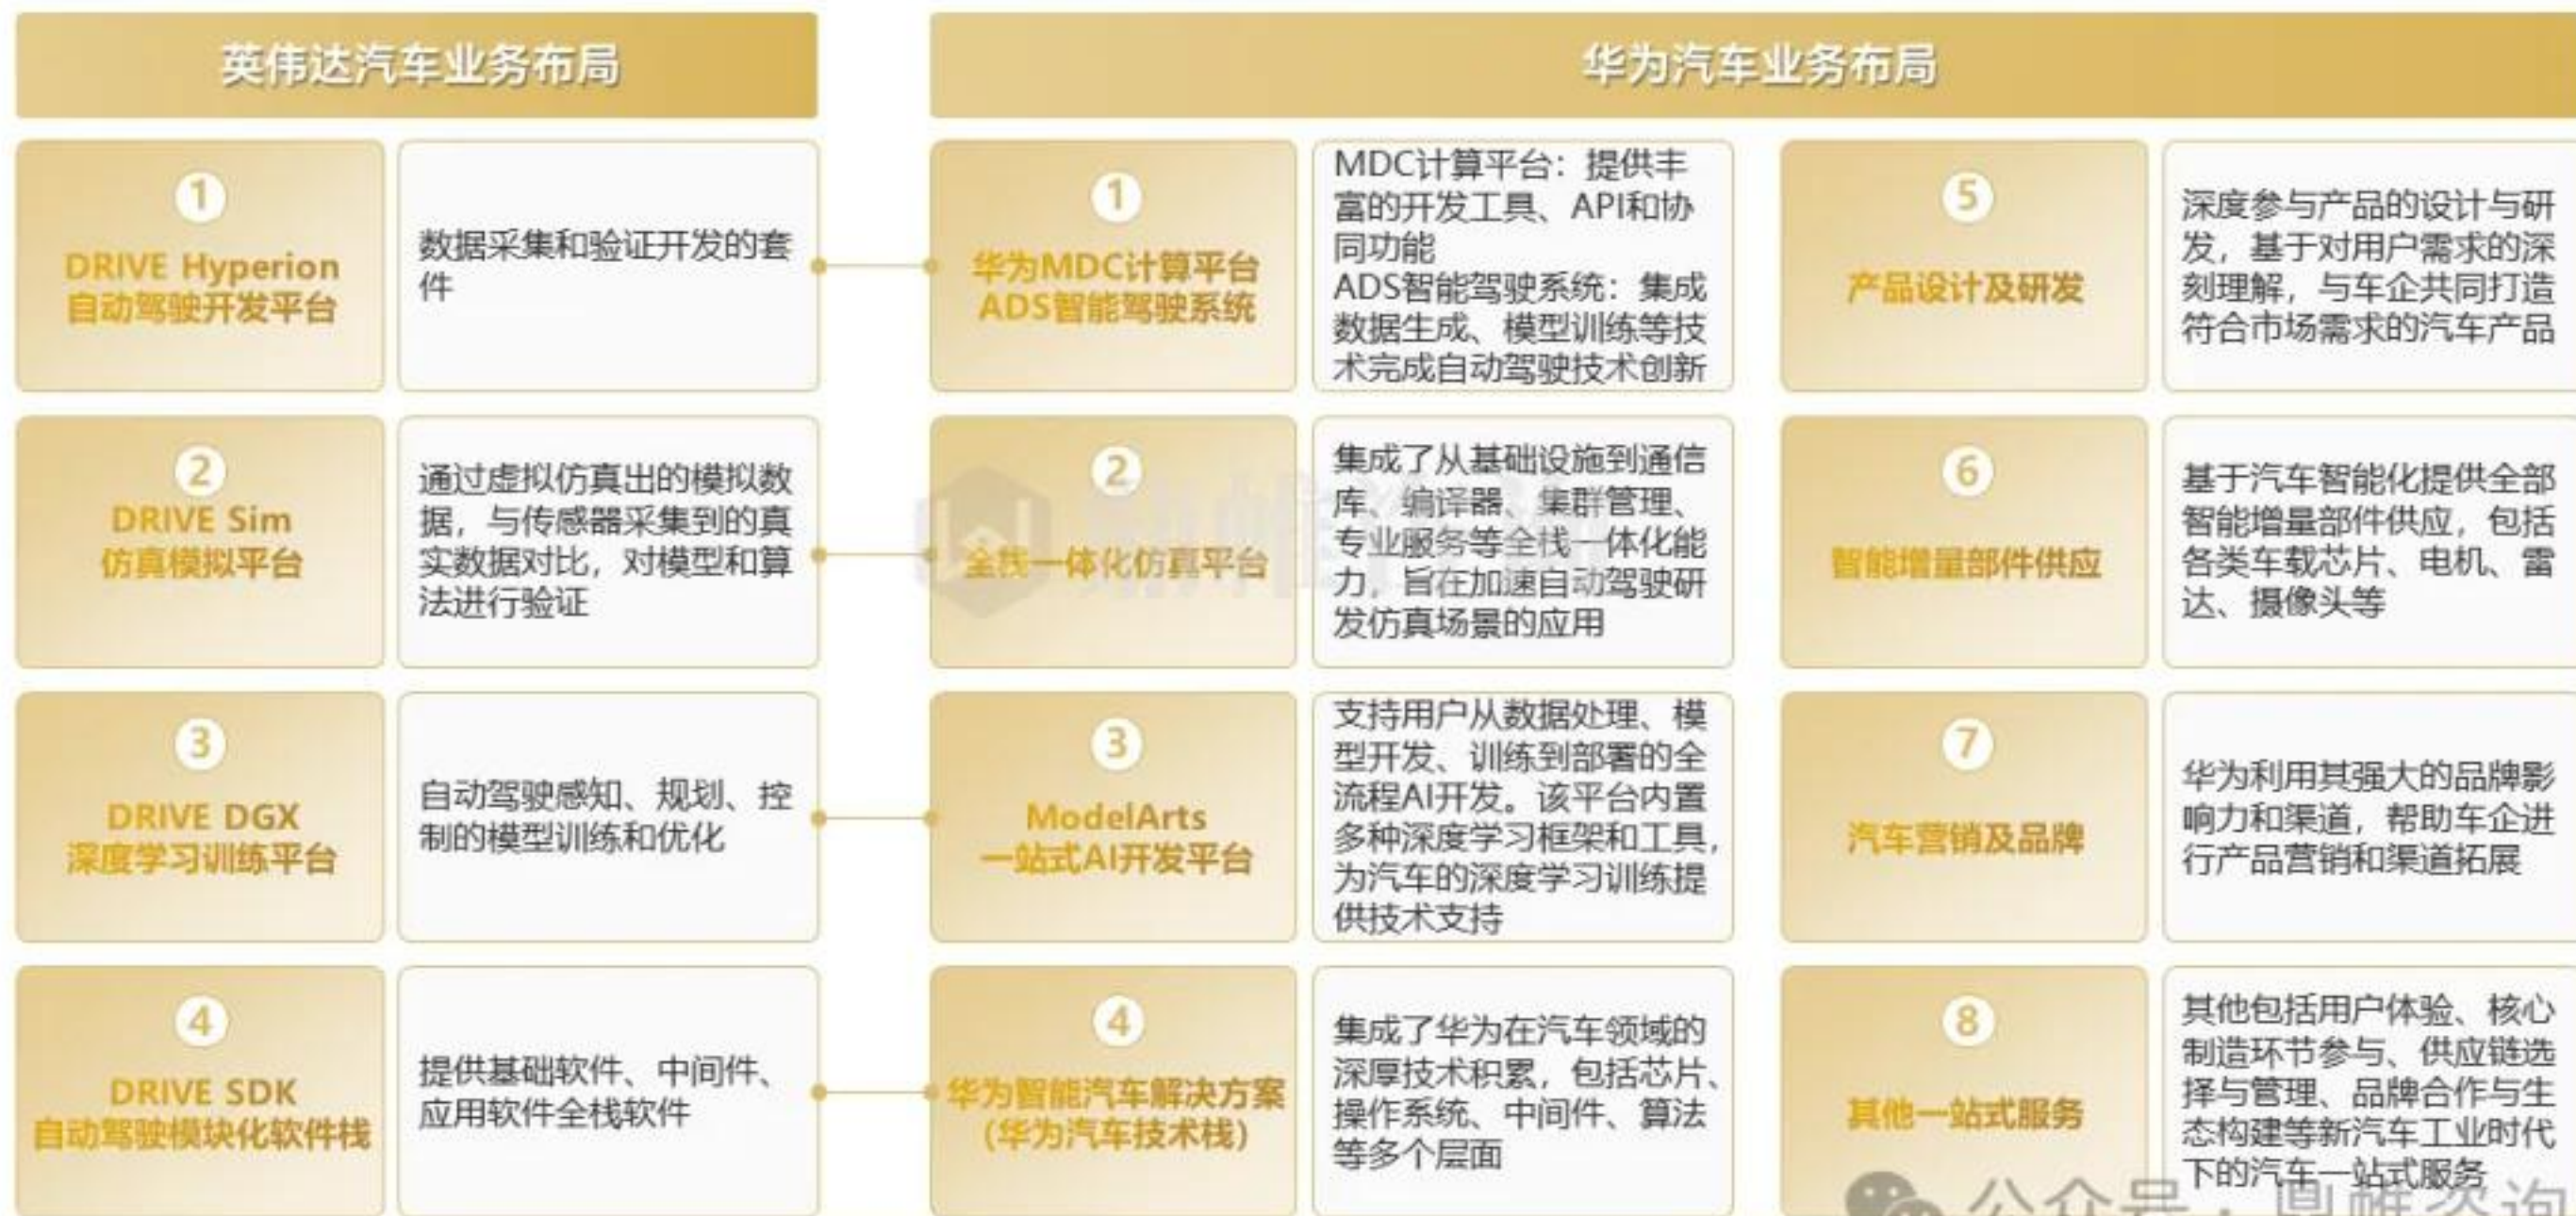 英伟达汽车业务布局
1
DRIVE Hyperion
自动驾驶开发平台
数据采集和验证开发的套
件
2
DRIVE Sim
仿真模拟平台
通过虚拟仿真出的模拟数
据，与传感器采集到的真
实数据对比，对模型和算
法进行验证
3
DRIVE DGX
深度学习训练平台
自动驾驶感知、规划、控
制的模型训练和优化
4
DRIVE SDK
自动驾驶模块化软件栈
提供基础软件、中间件、
应用软件全栈软件
华为汽车业务布局
1
华为MDC计算平台
ADS智能驾驶系统
MDC计算平台：提供丰
富的开发工具、API和协
同功能
ADS智能驾驶系统：集成
数据生成、模型训练等技
术完成自动驾驶技术创新
2
全栈一体化仿真平台
集成了从基础设施到通信
库、编译器、集群管理、
专业服务等全栈一体化能
力，旨在加速自动驾驶研
发仿真场景的应用
3
ModelArts
一站式AI开发平台
支持用户从数据处理、模
型开发、训练到部署的全
流程AI开发。该平台内置
多种深度学习框架和工具，
为汽车的深度学习训练提
供技术支持
4
华为智能汽车解决方案
(华为汽车技术栈)
集成了华为在汽车领域的
深厚技术积累，包括芯片、
操作系统、中间件、算法
等多个层面
5
产品设计及研发
深度参与产品的设计与研
发，基于对用户需求的深
刻理解，与车企共同打造
符合市场需求的汽车产品
6
智能增量部件供应
基于汽车智能化提供全部
智能增量部件供应，包括
各类车载芯片、电机、雷
达、摄像头等
7
汽车营销及品牌
华为利用其强大的品牌影
响力和渠道，帮助车企进
行产品营销和渠道拓展
8
其他一站式服务
其他包括用户体验、核心
制造环节参与、供应链选
择与管理、品牌合作与生
态构建等新汽车工业时代
下的汽车一站式服务
公众号·鼎帷咨询